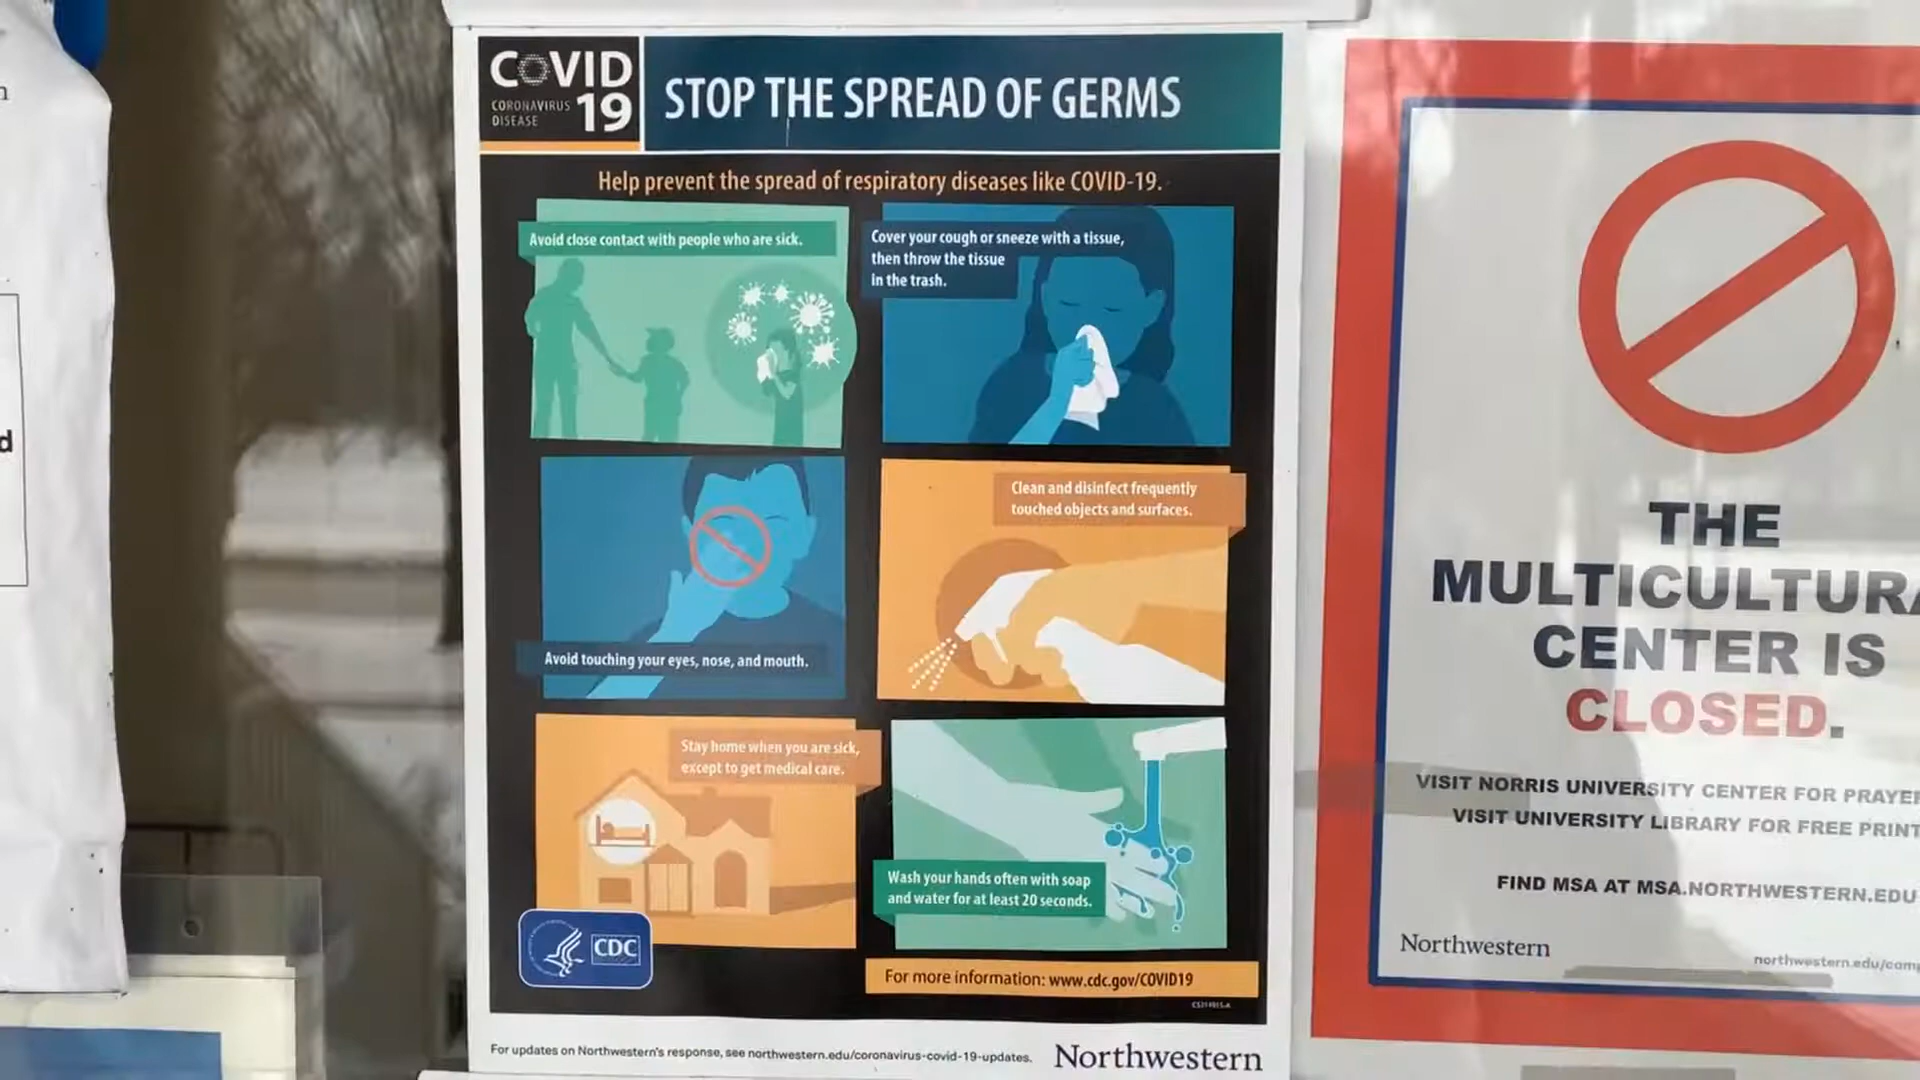 COVID
CORONAVIRUS
DISEASE
19
STOP THE SPREAD OF GERMS
Help prevent the spread of respiratory diseases like COVID-19.
Avoid close contact with people who are sick.
Cover your cough or sneeze with a tissue,
then throw the tissue
in the trash.
Avoid touching your eyes, nose, and mouth.
Clean and disinfect frequently
touched objects and surfaces.
Stay home when you are sick,
except to get medical care.
Wash your hands often with soap
and water for at least 20 seconds.
CDC
For more information: www.cdc.gov/COVID19
For updates on Northwestern's response, see northwestern.edu/coronavirus-covid-19-updates.
Northwestern
THE
MULTICULTURA
CENTER IS
CLOSED.
VISIT NORRIS UNIVERSITY CENTER FOR PRAYER
VISIT UNIVERSITY LIBRARY FOR FREE PRINT
FIND MSA AT MSA.NORTHWESTERN.EDU
Northwestern
northwestern.edu/camp
d